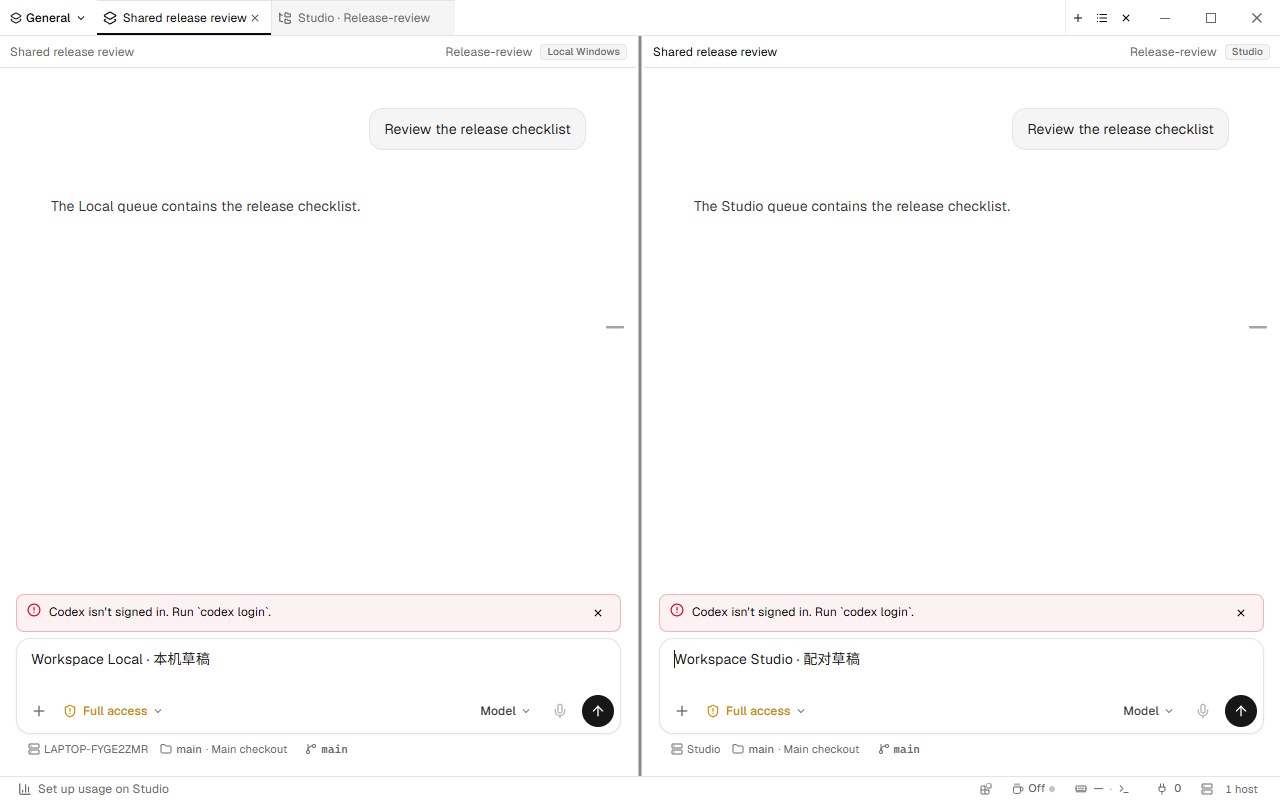 General
Shared release review
Studio · Release-review
Shared release review
Release-review
Local Windows
Review the release checklist
The Local queue contains the release checklist.
Codex isn't signed in. Run `codex login`.
Workspace Local · 本机草稿
Full access
Model
LAPTOP-FYGE2ZMR
main · Main checkout
main
Shared release review
Release-review
Studio
Review the release checklist
The Studio queue contains the release checklist.
Codex isn't signed in. Run `codex login`.
Workspace Studio · 配对草稿
Full access
Model
Studio
main · Main checkout
main
Set up usage on Studio
Off
— ·
0
1 host